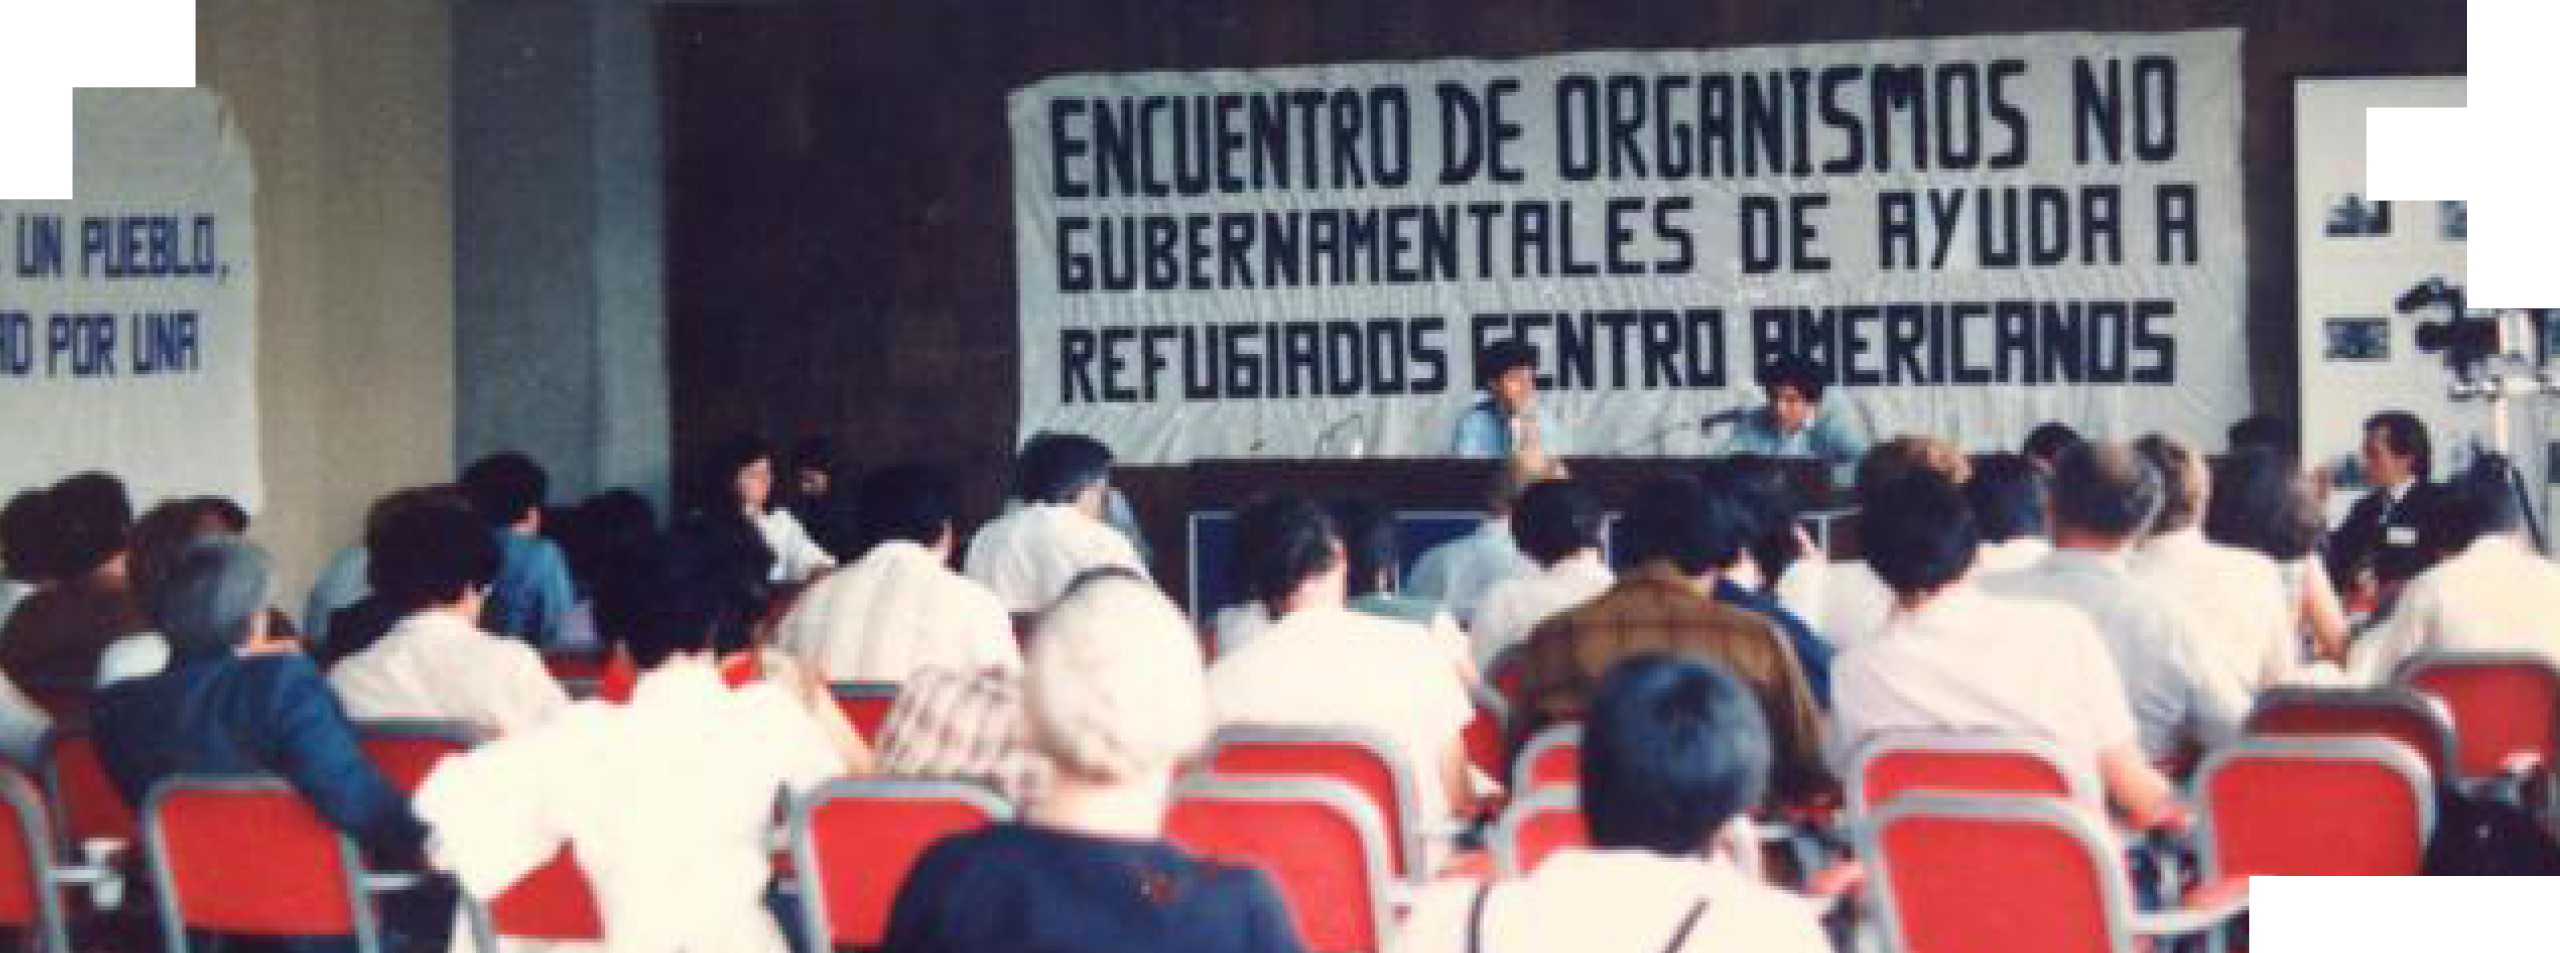 UN PUEBLO,
POR UNA
ENCUENTRO DE ORGANISMOS NO
GUBERNAMENTALES DE AYUDA A
REFUGIADOS CENTRO AMERICANOS